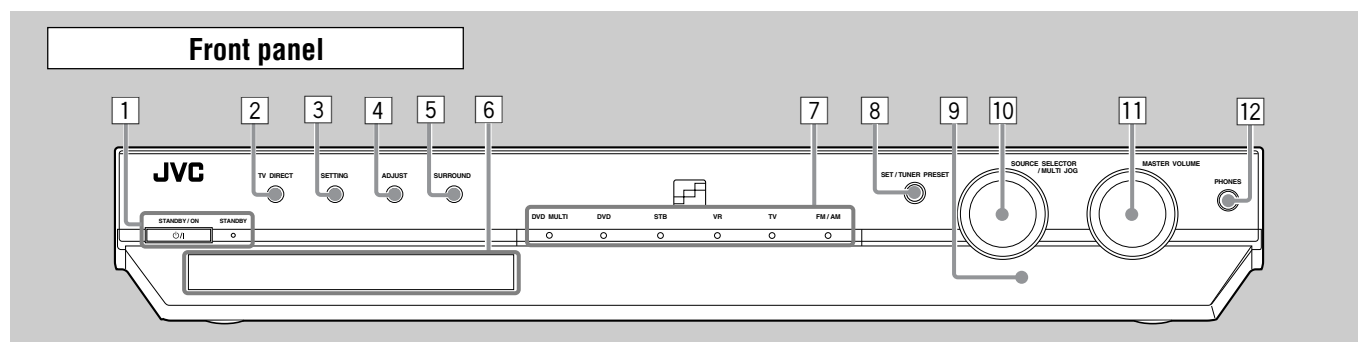 Front panel
1 2 3 4 5 6 7 8 9 10 11 12
JVC
TV DIRECT SETTING ADJUST SURROUND SET / TUNER PRESET SOURCE SELECTOR
/ MULTI JOG MASTER VOLUME PHONES
STANDBY / ON STANDBY DVD MULTI DVD STB VR TV FM / AM